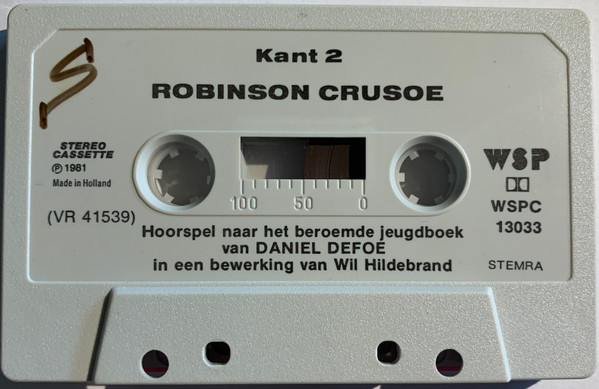 Kant 2
ROBINSON CRUSOE
STEREO
CASSETTE
℗ 1981
Made in Holland
(VR 41539)
100 50 0
WSP
WSPC
13033
STEMRA
Hoorspel naar het beroemde jeugdboek
van DANIEL DEFOE
in een bewerking van Wil Hildebrand